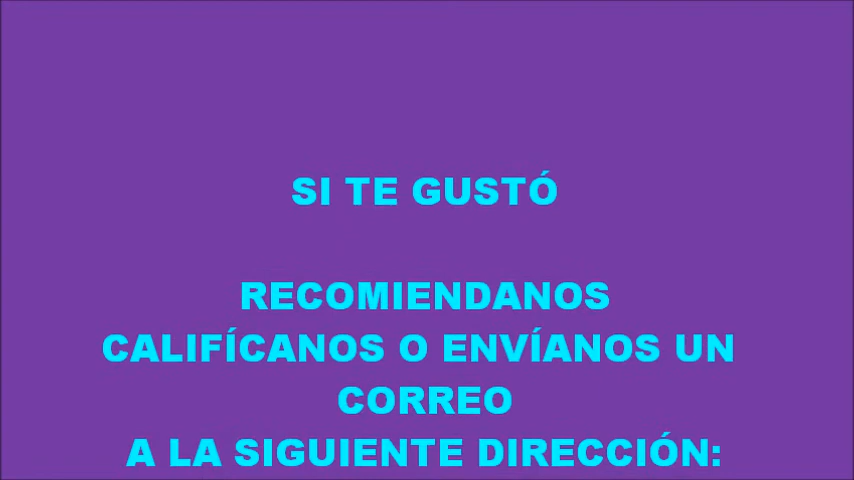 SI TE GUSTÓ
RECOMIENDANOS
CALIFÍCANOS O ENVÍANOS UN
CORREO
A LA SIGUIENTE DIRECCIÓN: